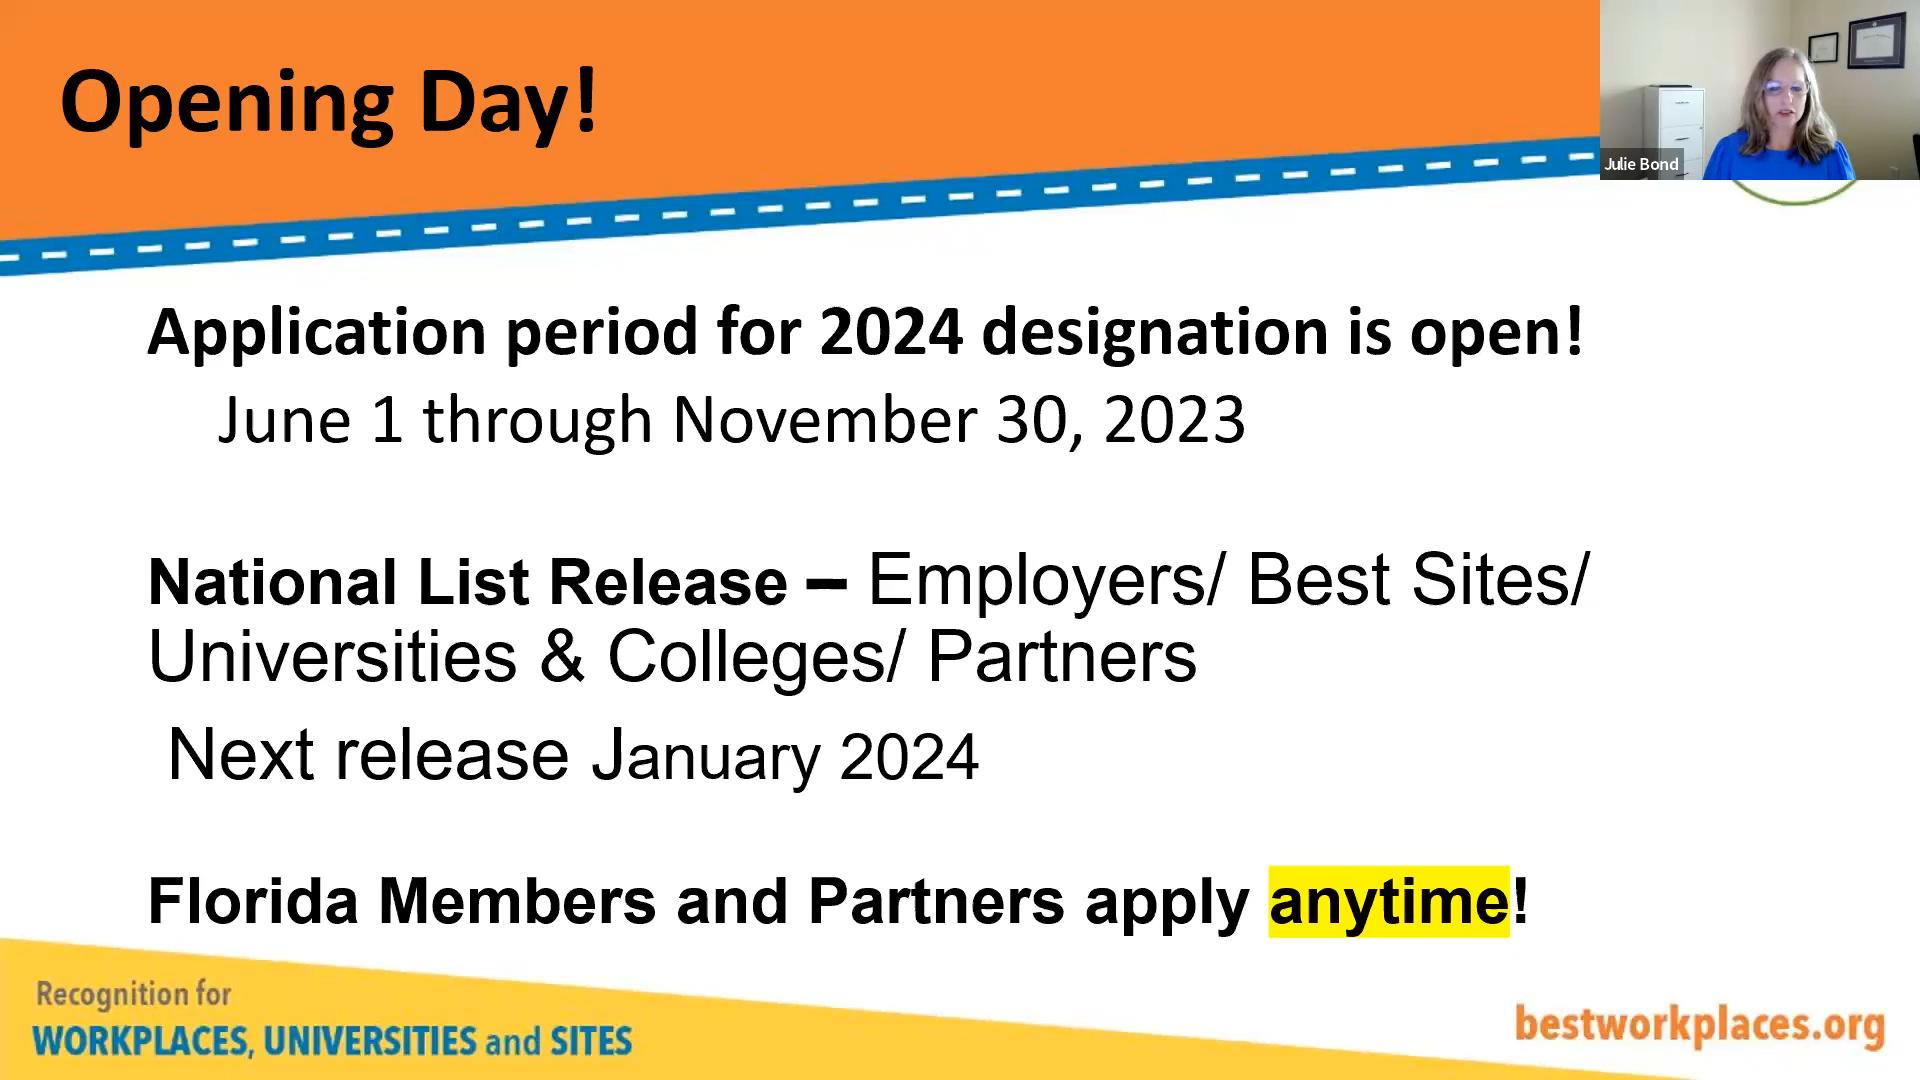 Opening Day!
Julie Bond
Application period for 2024 designation is open!
June 1 through November 30, 2023
National List Release – Employers/ Best Sites/
Universities & Colleges/ Partners
Next release January 2024
Florida Members and Partners apply anytime!
Recognition for
WORKPLACES, UNIVERSITIES and SITES
bestworkplaces.org